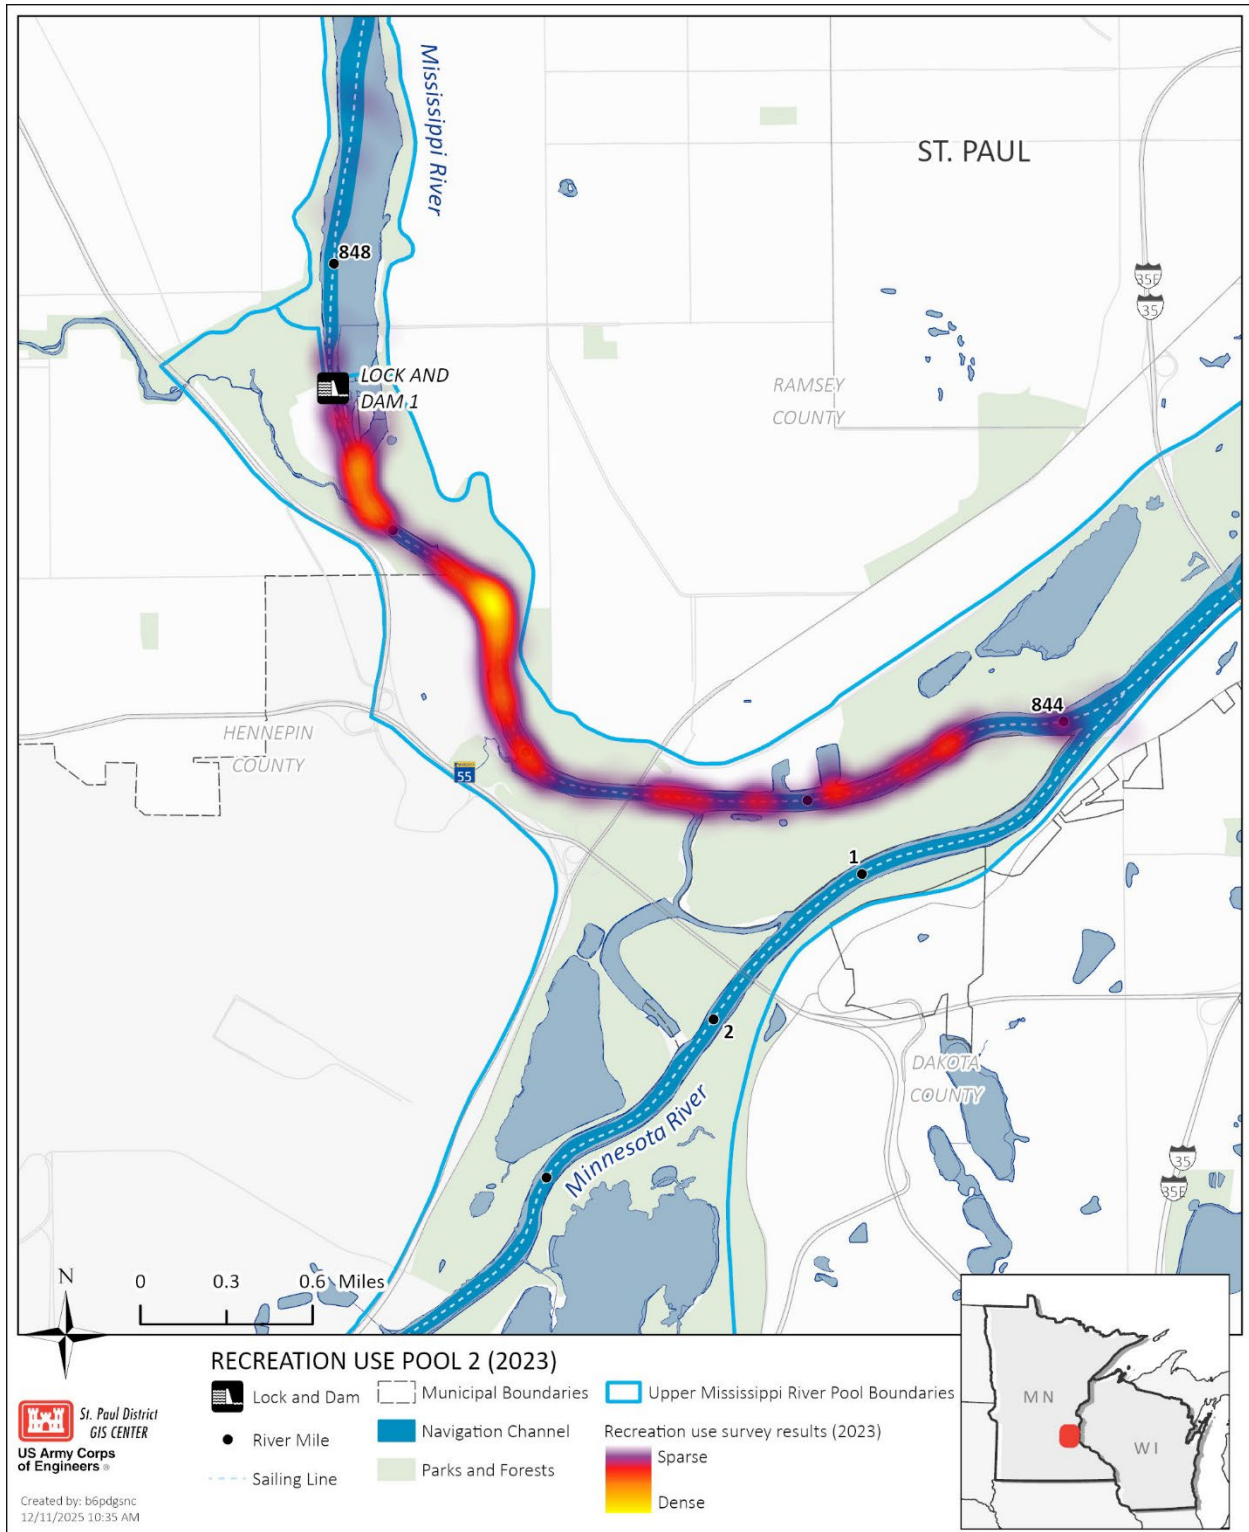 Mississippi River
ST. PAUL
848
35E
35
LOCK AND
DAM 1
RAMSEY
COUNTY
844
HENNEPIN
COUNTY
55
1
2
DAKOTA
COUNTY
Minnesota River
35
35E
N
0 0.3 0.6 Miles
RECREATION USE POOL 2 (2023)
Lock and Dam
Municipal Boundaries
Upper Mississippi River Pool Boundaries
River Mile
Navigation Channel
Recreation use survey results (2023)
Sparse
Sailing Line
Parks and Forests
Dense
St. Paul District
GIS CENTER
US Army Corps
of Engineers ®
Created by: b6pdgsnc
12/11/2025 10:35 AM
MN
WI